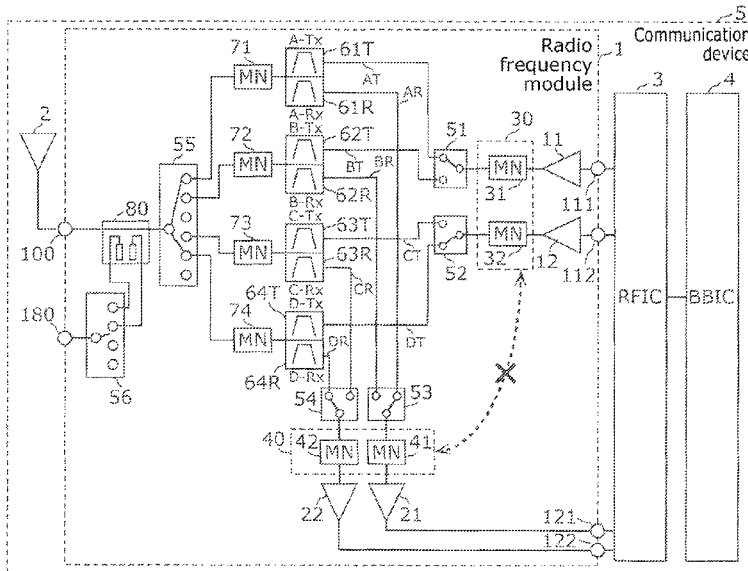 5
Communication
device
1
3
4
Radio
frequency
module
71
A-Tx
61T
AT
AR
MN
A-Rx
61R
2
55
72
B-Tx
62T
BT
BR
51
30
11
MN
MN
31
111
B-Rx
62R
80
73
C-Tx
63T
CT
MN
63R
CR
C-Rx
52
MN
32
12
112
100
RFIC
BBIC
64T
D-Tx
180
74
MN
DT
DR
D-Rx
64R
56
54
53
40
42
MN
MN
41
22
21
121
122